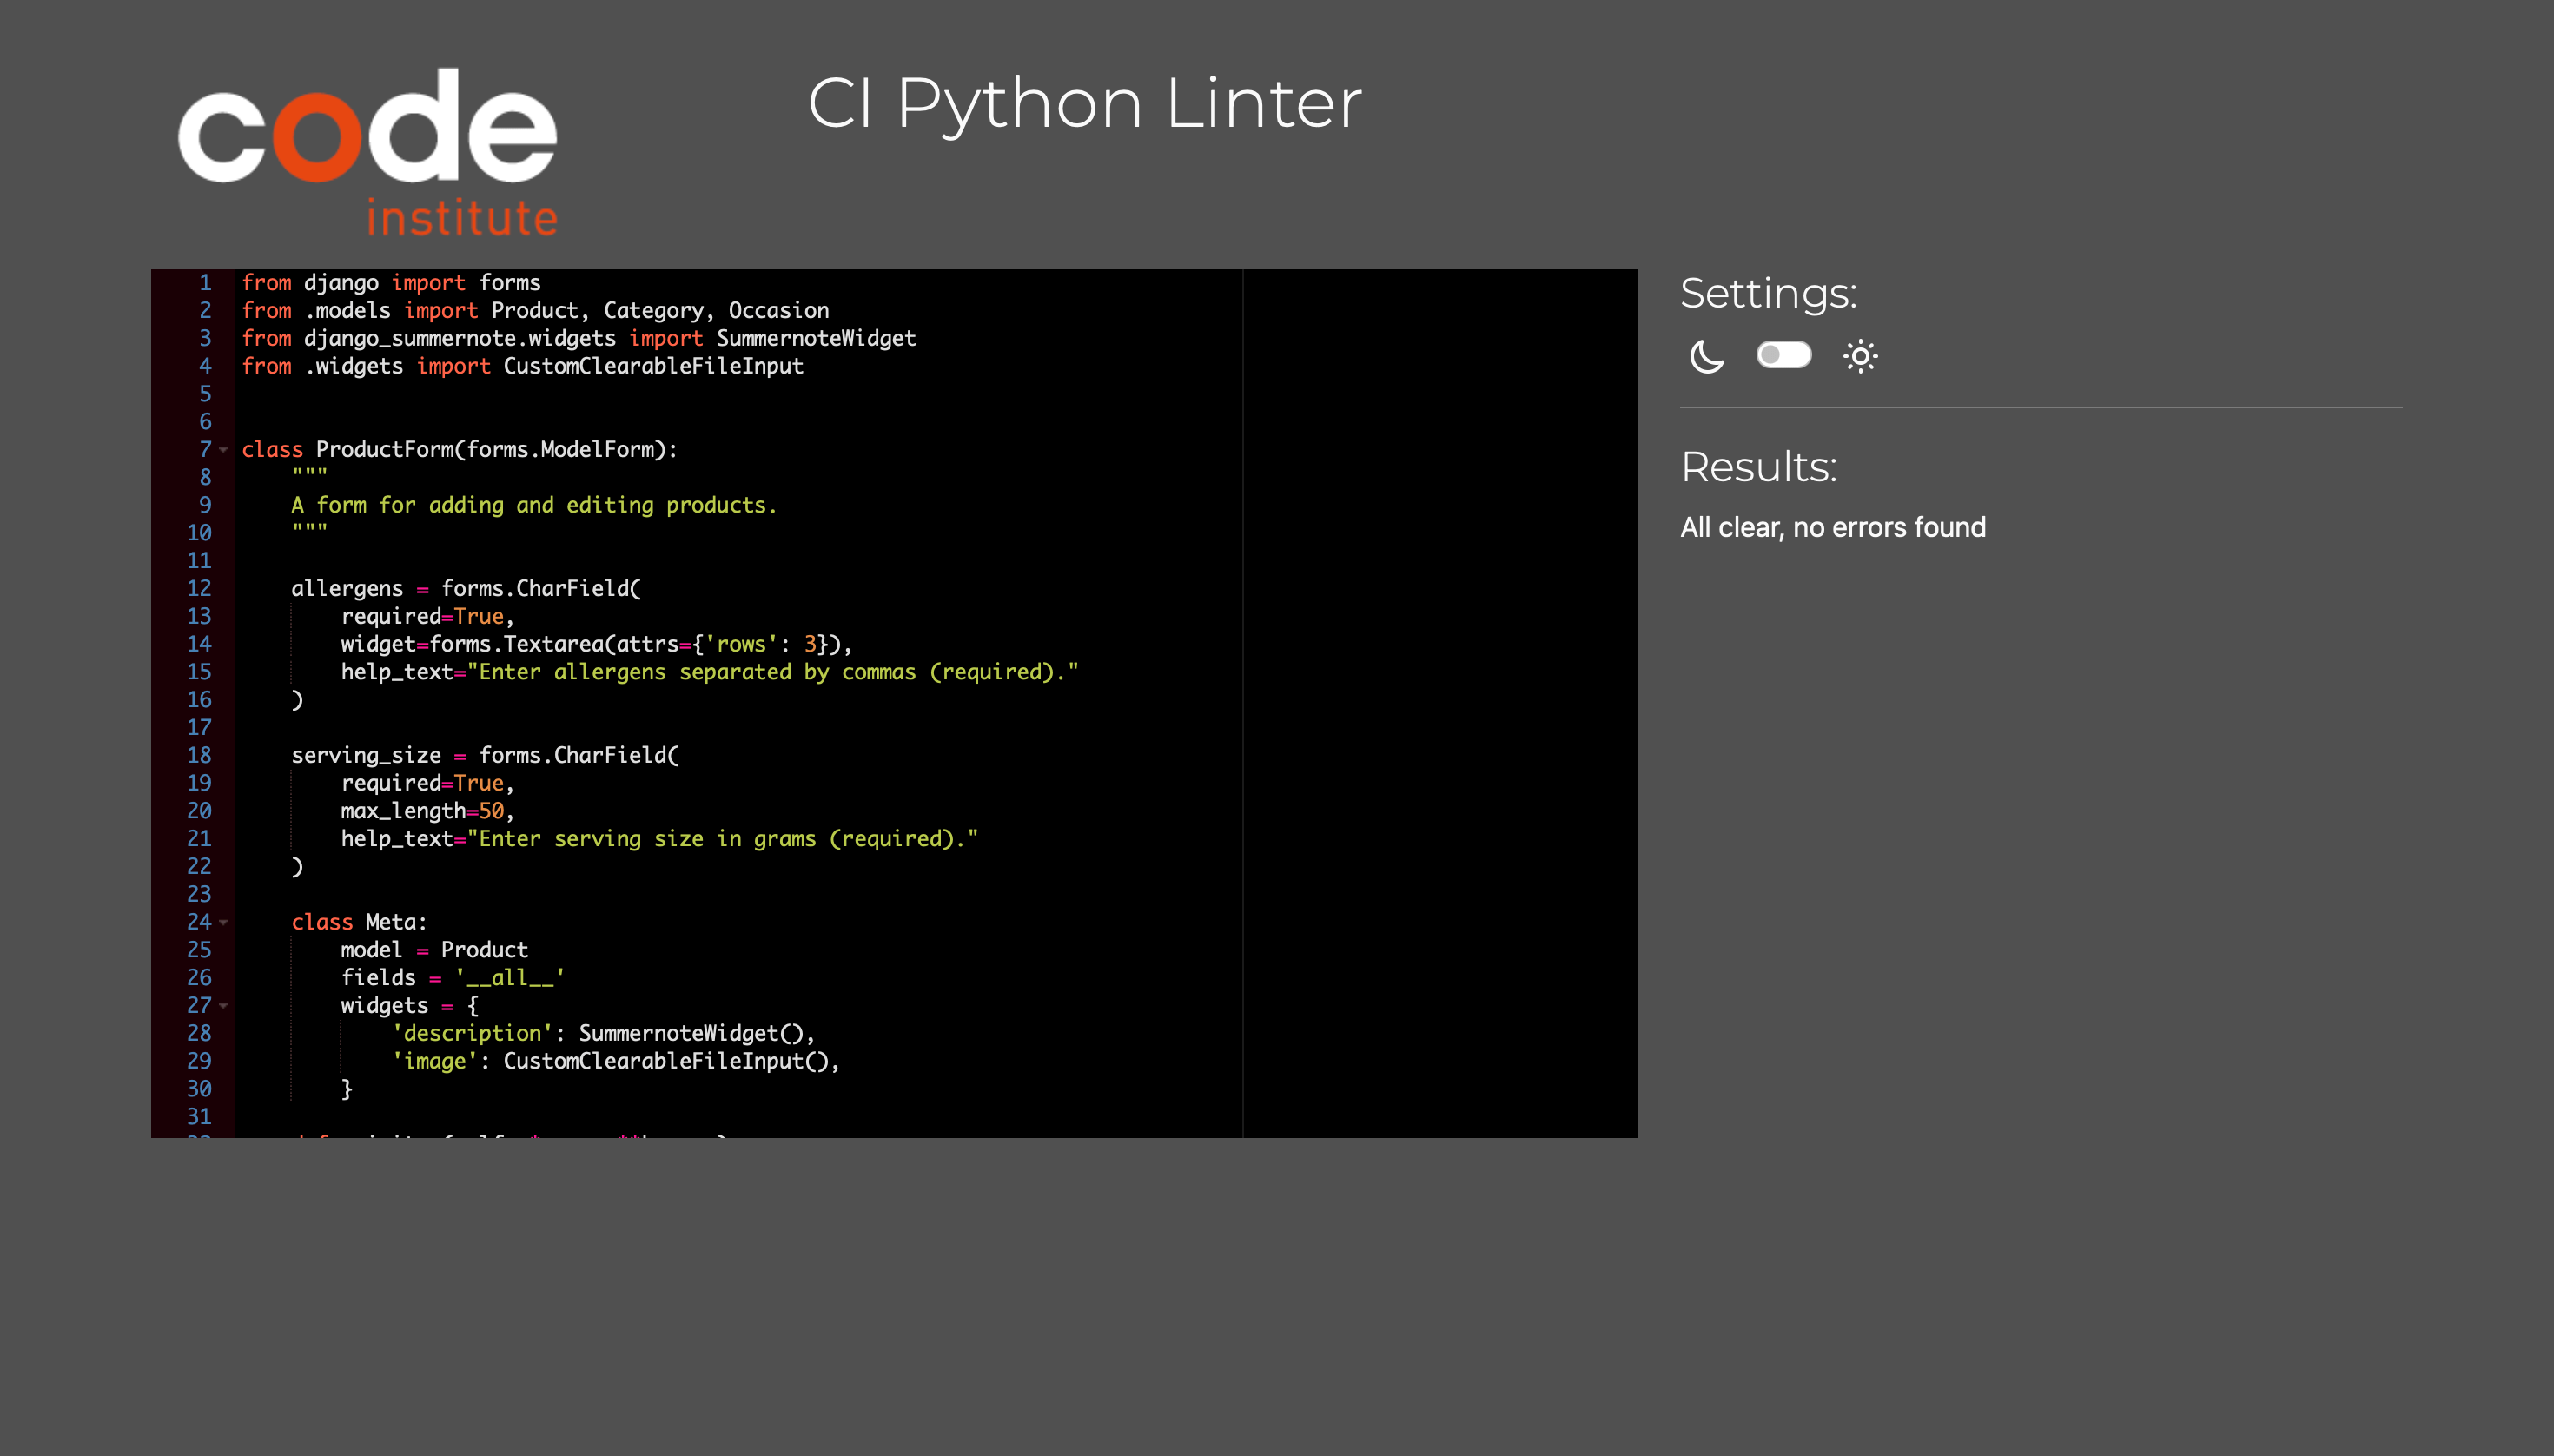 code
institute
CI Python Linter
1 from django import forms
2 from .models import Product, Category, Occasion
3 from django_summernote.widgets import SummernoteWidget
4 from .widgets import CustomClearableFileInput
5
6
7 class ProductForm(forms.ModelForm):
8     """
9     A form for adding and editing products.
10     """
11
12     allergens = forms.CharField(
13         required=True,
14         widget=forms.Textarea(attrs={'rows': 3}),
15         help_text="Enter allergens separated by commas (required)."
16     )
17
18     serving_size = forms.CharField(
19         required=True,
20         max_length=50,
21         help_text="Enter serving size in grams (required)."
22     )
23
24     class Meta:
25         model = Product
26         fields = '__all__'
27         widgets = {
28             'description': SummernoteWidget(),
29             'image': CustomClearableFileInput(),
30         }
31
Settings:
Results:
All clear, no errors found